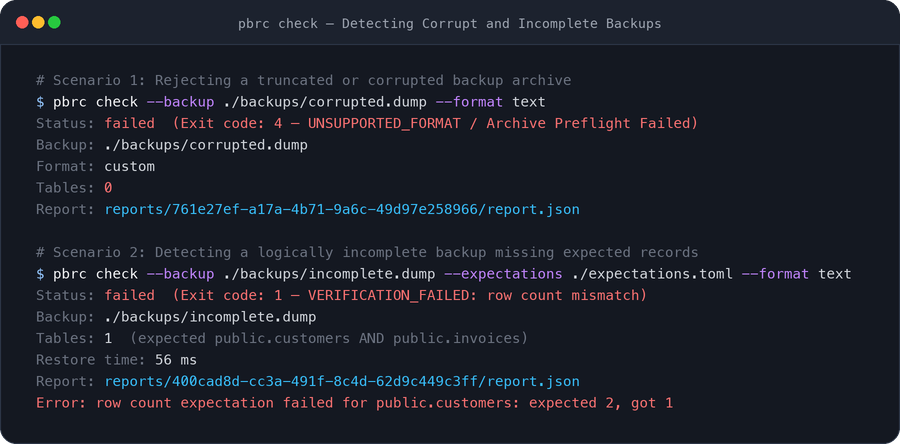 pbrc check — Detecting Corrupt and Incomplete Backups
# Scenario 1: Rejecting a truncated or corrupted backup archive
$ pbrc check --backup ./backups/corrupted.dump --format text
Status: failed  (Exit code: 4 — UNSUPPORTED_FORMAT / Archive Preflight Failed)
Backup: ./backups/corrupted.dump
Format: custom
Tables: 0
Report: reports/761e27ef-a17a-4b71-9a6c-49d97e258966/report.json
# Scenario 2: Detecting a logically incomplete backup missing expected records
$ pbrc check --backup ./backups/incomplete.dump --expectations ./expectations.toml --format text
Status: failed  (Exit code: 1 — VERIFICATION_FAILED: row count mismatch)
Backup: ./backups/incomplete.dump
Tables: 1  (expected public.customers AND public.invoices)
Restore time: 56 ms
Report: reports/400cad8d-cc3a-491f-8c4d-62d9c449c3ff/report.json
Error: row count expectation failed for public.customers: expected 2, got 1